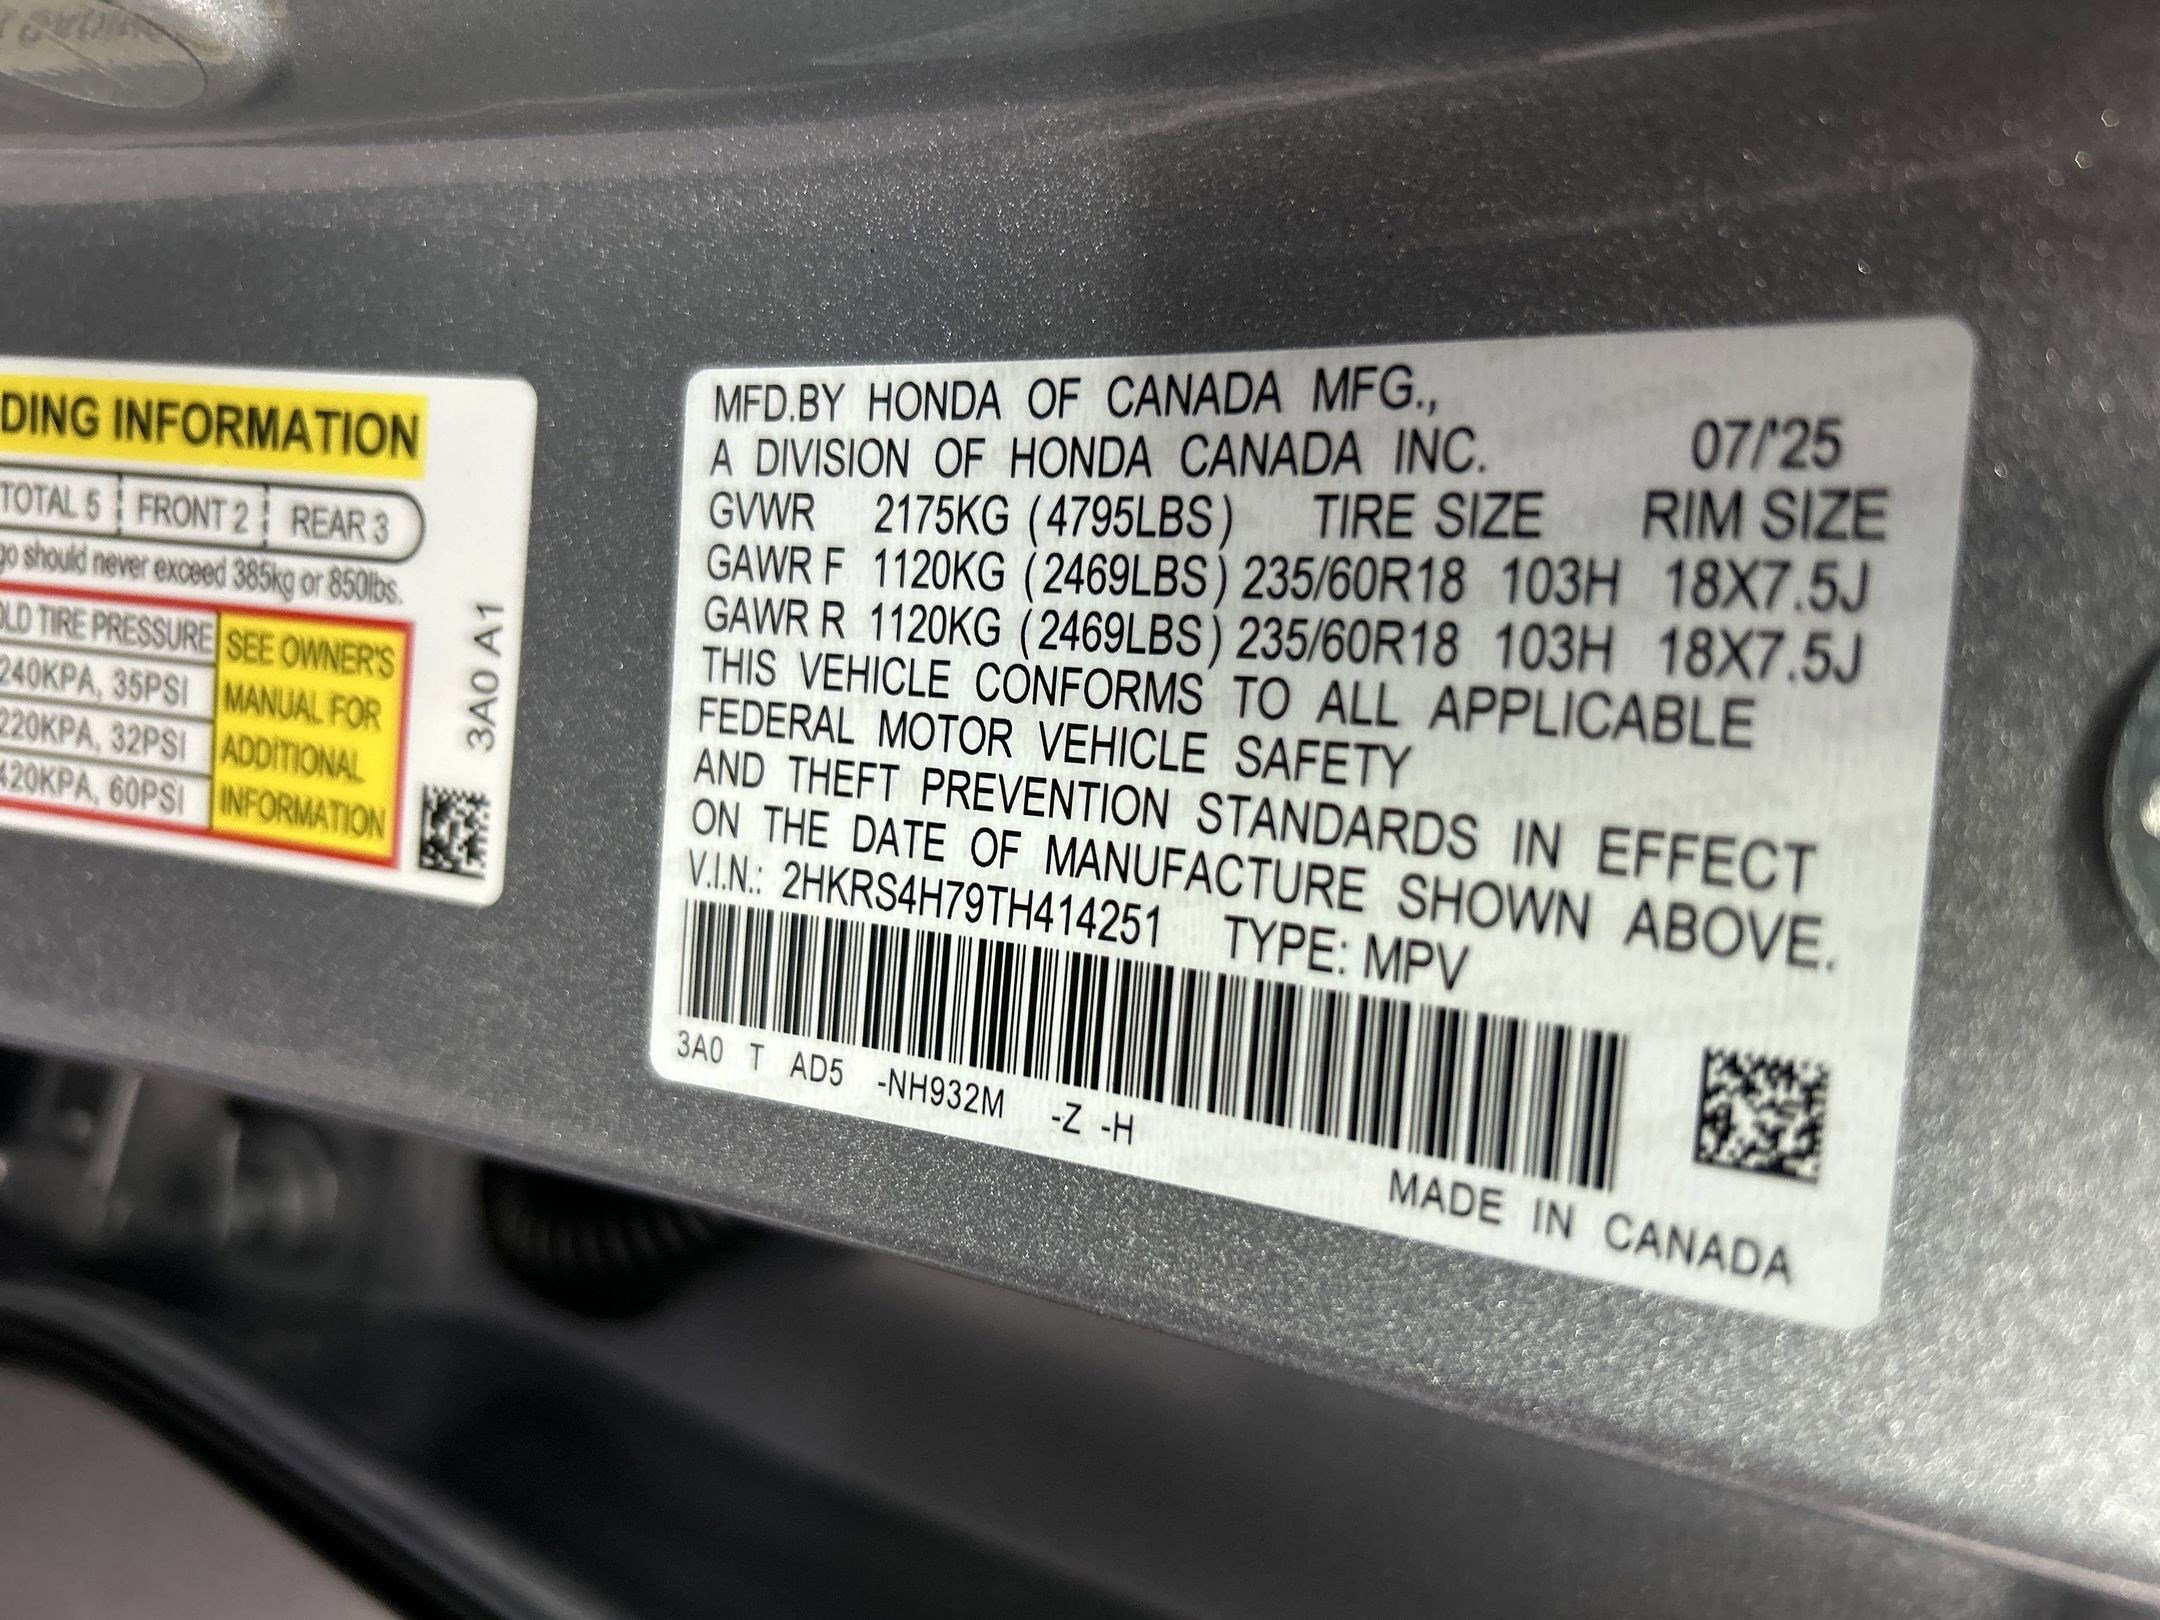 DING INFORMATION
TOTAL 5 FRONT 2 REAR 3
go should never exceed 385kg or 850lbs.
OLD TIRE PRESSURE
240KPA, 35PSI
220KPA, 32PSI
420KPA, 60PSI
SEE OWNER'S
MANUAL FOR
ADDITIONAL
INFORMATION
3A0 A1
MFD.BY HONDA OF CANADA MFG.,
A DIVISION OF HONDA CANADA INC. 07/'25
GVWR 2175KG (4795LBS) TIRE SIZE RIM SIZE
GAWR F 1120KG (2469LBS) 235/60R18 103H 18X7.5J
GAWR R 1120KG (2469LBS) 235/60R18 103H 18X7.5J
THIS VEHICLE CONFORMS TO ALL APPLICABLE
FEDERAL MOTOR VEHICLE SAFETY
AND THEFT PREVENTION STANDARDS IN EFFECT
ON THE DATE OF MANUFACTURE SHOWN ABOVE.
V.I.N.: 2HKRS4H79TH414251 TYPE: MPV
3A0 T AD5 -NH932M -Z -H
MADE IN CANADA